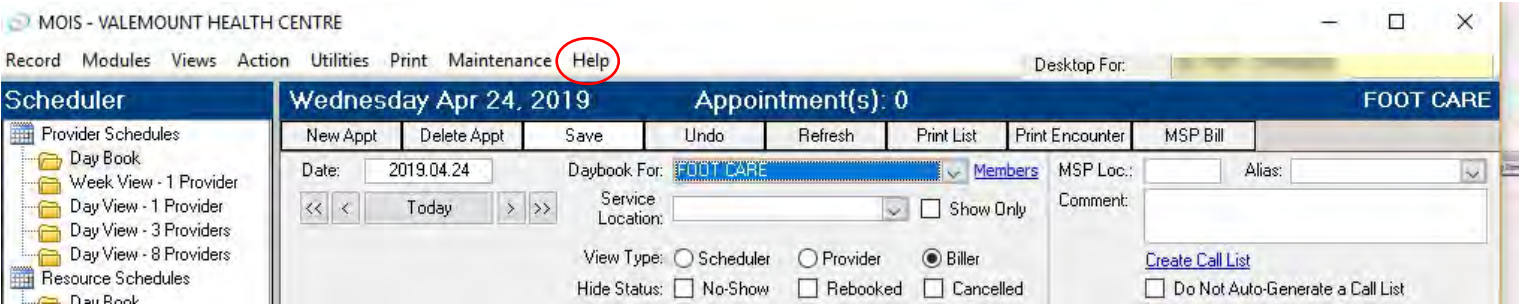 MOIS - VALEMOUNT HEALTH CENTRE
Record Modules Views Action Utilities Print Maintenance Help
Desktop For:
Scheduler
Provider Schedules
Day Book
Week View - 1 Provider
Day View - 1 Provider
Day View - 3 Providers
Day View - 8 Providers
Resource Schedules
Day Book
Wednesday Apr 24, 2019 Appointment(s): 0 FOOT CARE
New Appt Delete Appt Save Undo Refresh Print List Print Encounter MSP Bill
Date: 2019.04.24 Daybook For: FOOT CARE Members MSP Loc.: Alias:
<< < Today > >> Service Location: Show Only Comment:
View Type: Scheduler Provider Biller Create Call List
Hide Status: No-Show Rebooked Cancelled Do Not Auto-Generate a Call List